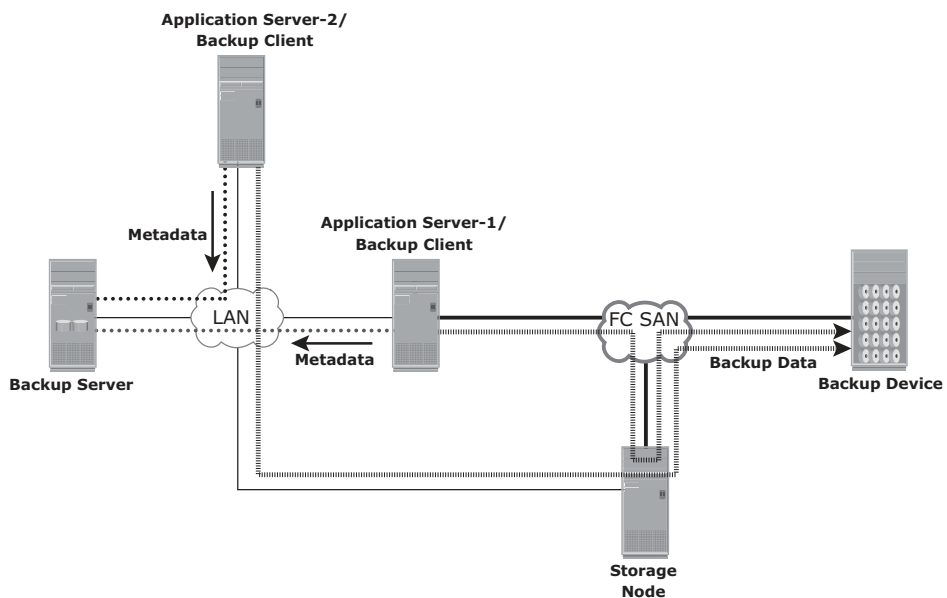 Application Server-2/
Backup Client
Metadata
Application Server-1/
Backup Client
LAN
FC SAN
Metadata
Backup Data
Backup Server
Backup Device
Storage
Node